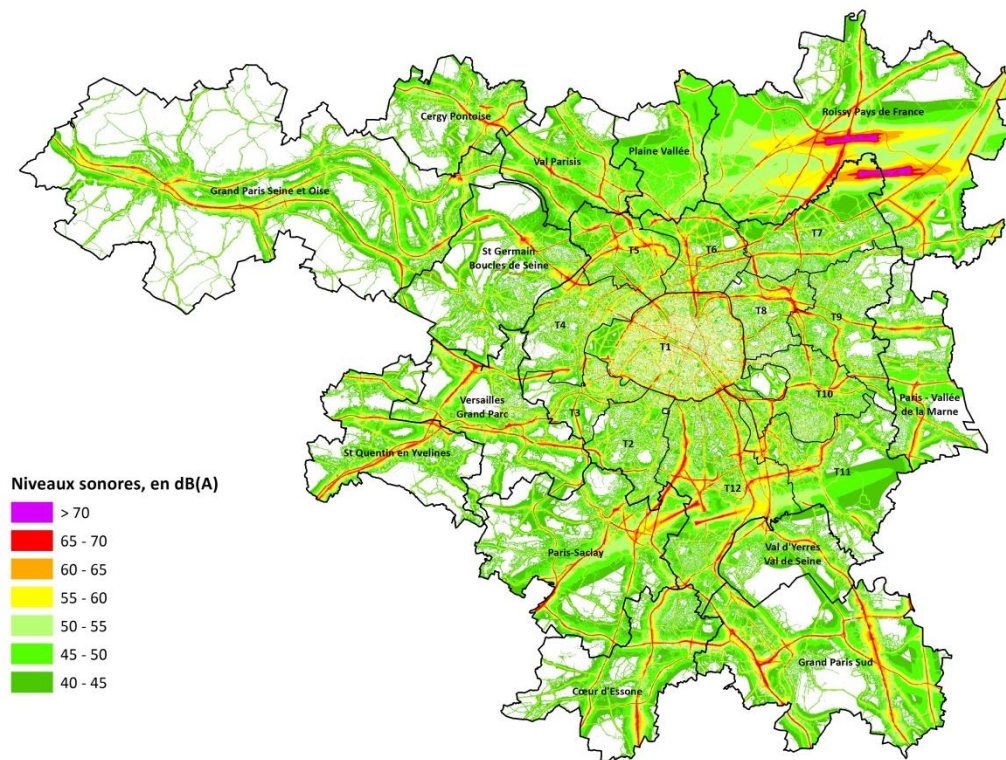 Cergy Pontoise
Roissy Pays de France
Val Parisis
Plaine Vallée
Grand Paris Seine et Oise
T7
St Germain
Boucles de Seine
T5
T6
T8
T9
T4
T1
Versailles
Grand Parc
T3
T10
Paris - Vallée
de la Marne
T2
St Quentin en Yvelines
T11
T12
Paris-Saclay
Val d'Yerres
Val de Seine
Grand Paris Sud
Cœur d'Essone
Niveaux sonores, en dB(A)
> 70
65 - 70
60 - 65
55 - 60
50 - 55
45 - 50
40 - 45